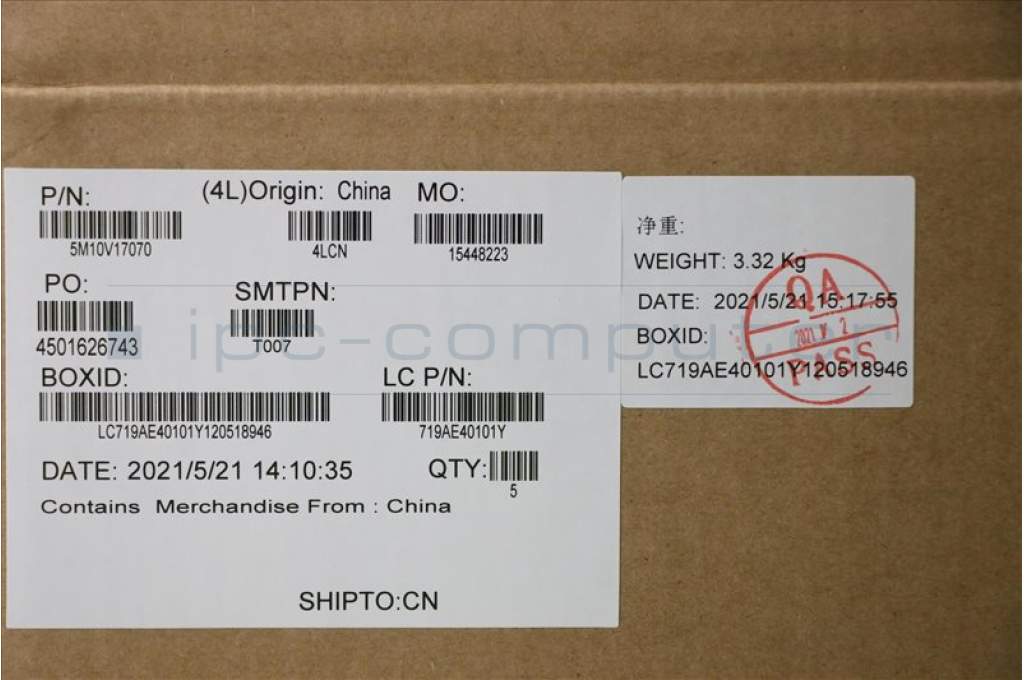 P/N:
5M10V17070
(4L)Origin: China
4LCN
MO:
15448223
PO:
4501626743
SMTPN:
T007
BOXID:
LC719AE40101Y120518946
LC P/N:
719AE40101Y
DATE: 2021/5/21 14:10:35
QTY:
5
Contains Merchandise From : China
SHIPTO:CN
净重:
WEIGHT: 3.32 Kg
DATE: 2021/5/21 15:17:55
BOXID:
LC719AE40101Y120518946
QA
PASS
ipc-computer